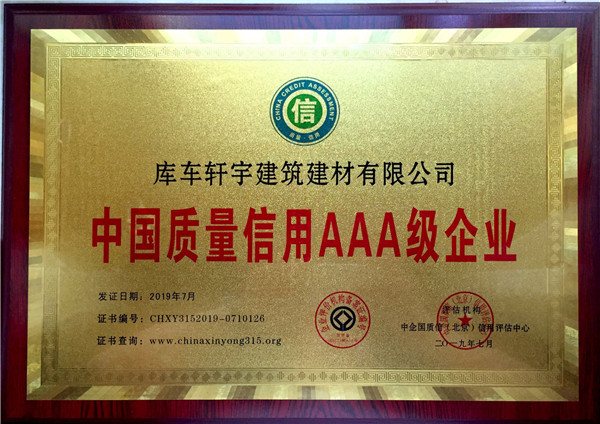 CHINA CREDIT ASSESSMENT
信
质量·信用
库车轩宇建筑建材有限公司
中国质量信用AAA级企业
发证日期：2019年7月
证书编号：CHXY3152019-0710126
证书查询：www.chinaxinyong315.org
评估机构
中企国质信（北京）信用评估中心
二〇一九年七月